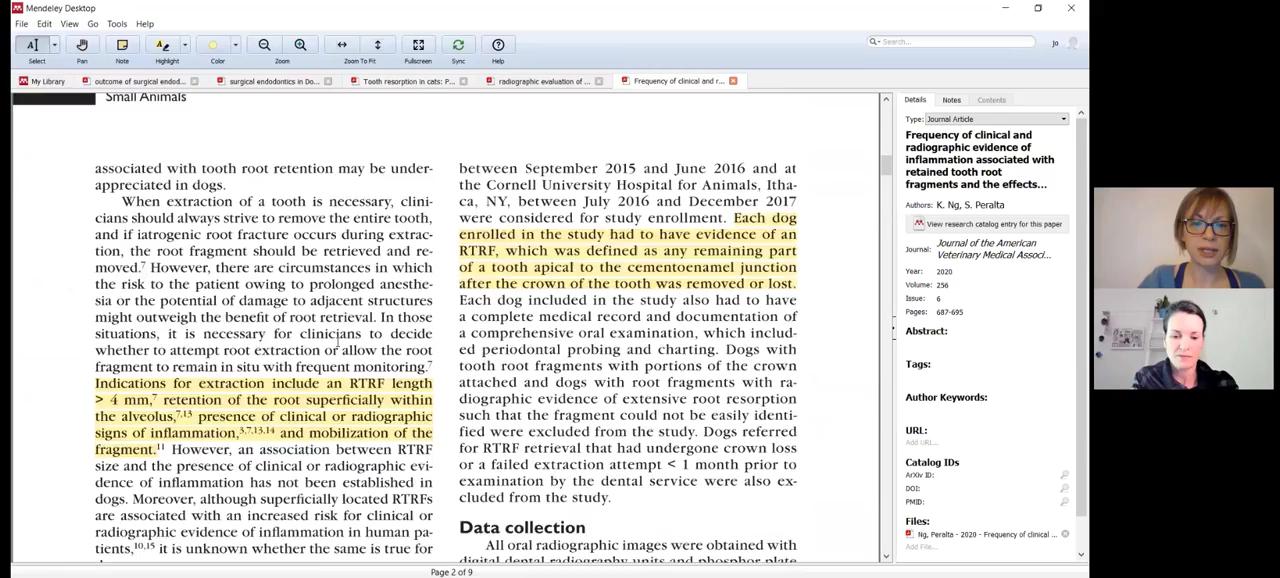 Mendeley Desktop
File Edit View Go Tools Help
Select Pan Note Highlight Color Zoom Zoom To Fit Fullscreen Sync Help
Search...
jo
My Library
outcome of surgical endod...
surgical endodontics in Do...
Tooth resorption in cats: P...
radiographic evaluation of ...
Frequency of clinical and r...
Small Animals
associated with tooth root retention may be under-
appreciated in dogs.
When extraction of a tooth is necessary, clini-
cians should always strive to remove the entire tooth,
and if iatrogenic root fracture occurs during extrac-
tion, the root fragment should be retrieved and re-
moved.7 However, there are circumstances in which
the risk to the patient owing to prolonged anesthe-
sia or the potential of damage to adjacent structures
might outweigh the benefit of root retrieval. In those
situations, it is necessary for clinicians to decide
whether to attempt root extraction or allow the root
fragment to remain in situ with frequent monitoring.7
Indications for extraction include an RTRF length
> 4 mm,7 retention of the root superficially within
the alveolus,7,13 presence of clinical or radiographic
signs of inflammation,3,7,13,14 and mobilization of the
fragment.11 However, an association between RTRF
size and the presence of clinical or radiographic evi-
dence of inflammation has not been established in
dogs. Moreover, although superficially located RTRFs
are associated with an increased risk for clinical or
radiographic evidence of inflammation in human pa-
tients,10,15 it is unknown whether the same is true for
between September 2015 and June 2016 and at
the Cornell University Hospital for Animals, Itha-
ca, NY, between July 2016 and December 2017
were considered for study enrollment. Each dog
enrolled in the study had to have evidence of an
RTRF, which was defined as any remaining part
of a tooth apical to the cementoenamel junction
after the crown of the tooth was removed or lost.
Each dog included in the study also had to have
a complete medical record and documentation of
a comprehensive oral examination, which includ-
ed periodontal probing and charting. Dogs with
tooth root fragments with portions of the crown
attached and dogs with root fragments with ra-
diographic evidence of extensive root resorption
such that the fragment could not be easily identi-
fied were excluded from the study. Dogs referred
for RTRF retrieval that had undergone crown loss
or a failed extraction attempt < 1 month prior to
examination by the dental service were also ex-
cluded from the study.
Data collection
All oral radiographic images were obtained with
digital dental radiography units and phosphor plate
Page 2 of 9
Details Notes Contents
Type: Journal Article
Frequency of clinical and
radiographic evidence of
inflammation associated with
retained tooth root
fragments and the effects...
Authors: K. Ng, S. Peralta
View research catalog entry for this paper
Journal: Journal of the American
Veterinary Medical Associ...
Year: 2020
Volume: 256
Issue: 6
Pages: 687-695
Abstract:
Tags:
Author Keywords:
URL:
Add URL...
Catalog IDs
ArXiv ID:
DOI:
PMID:
Files:
Ng, Peralta - 2020 - Frequency of clinical ...
Add File...